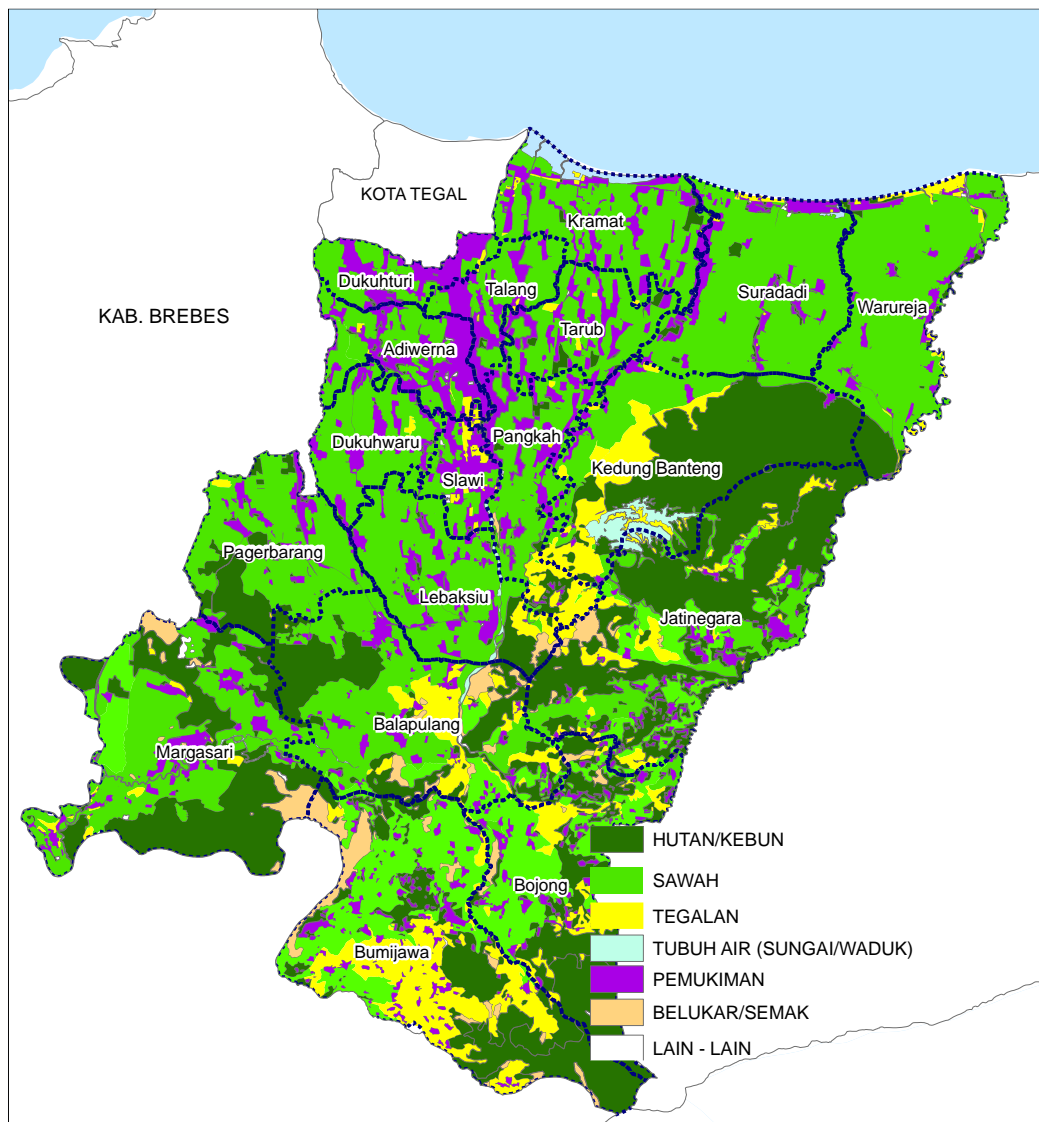 KOTA TEGAL
Kramat
Dukuhturi
Talang
Suradadi
KAB. BREBES
Warureja
Tarub
Adiwerna
Dukuhwaru
Pangkah
Kedung Banteng
Slawi
Pagerbarang
Lebaksiu
Jatinegara
Balapulang
Margasari
Bojong
Bumijawa
HUTAN/KEBUN
SAWAH
TEGALAN
TUBUH AIR (SUNGAI/WADUK)
PEMUKIMAN
BELUKAR/SEMAK
LAIN - LAIN